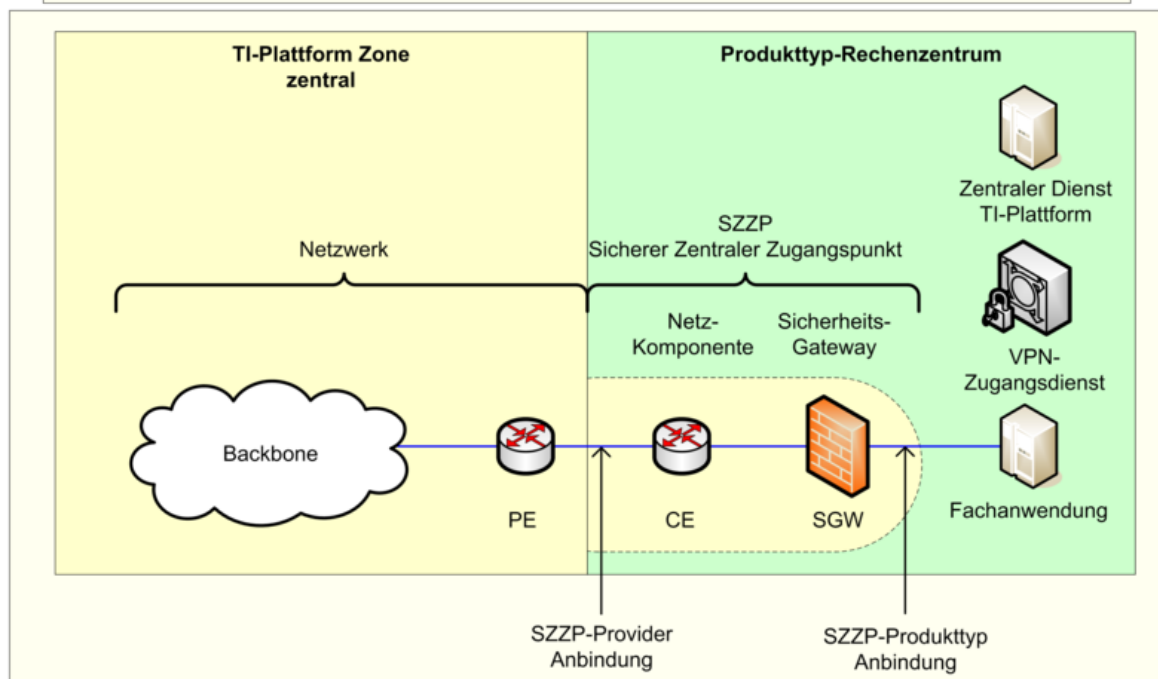 TI-Plattform Zone
zentral
Produkttyp-Rechenzentrum
Zentraler Dienst
TI-Plattform
Netzwerk
SZZP
Sicherer Zentraler Zugangspunkt
Netz-
Komponente
Sicherheits-
Gateway
VPN-
Zugangsdienst
Backbone
PE
CE
SGW
Fachanwendung
SZZP-Provider
Anbindung
SZZP-Produkttyp
Anbindung